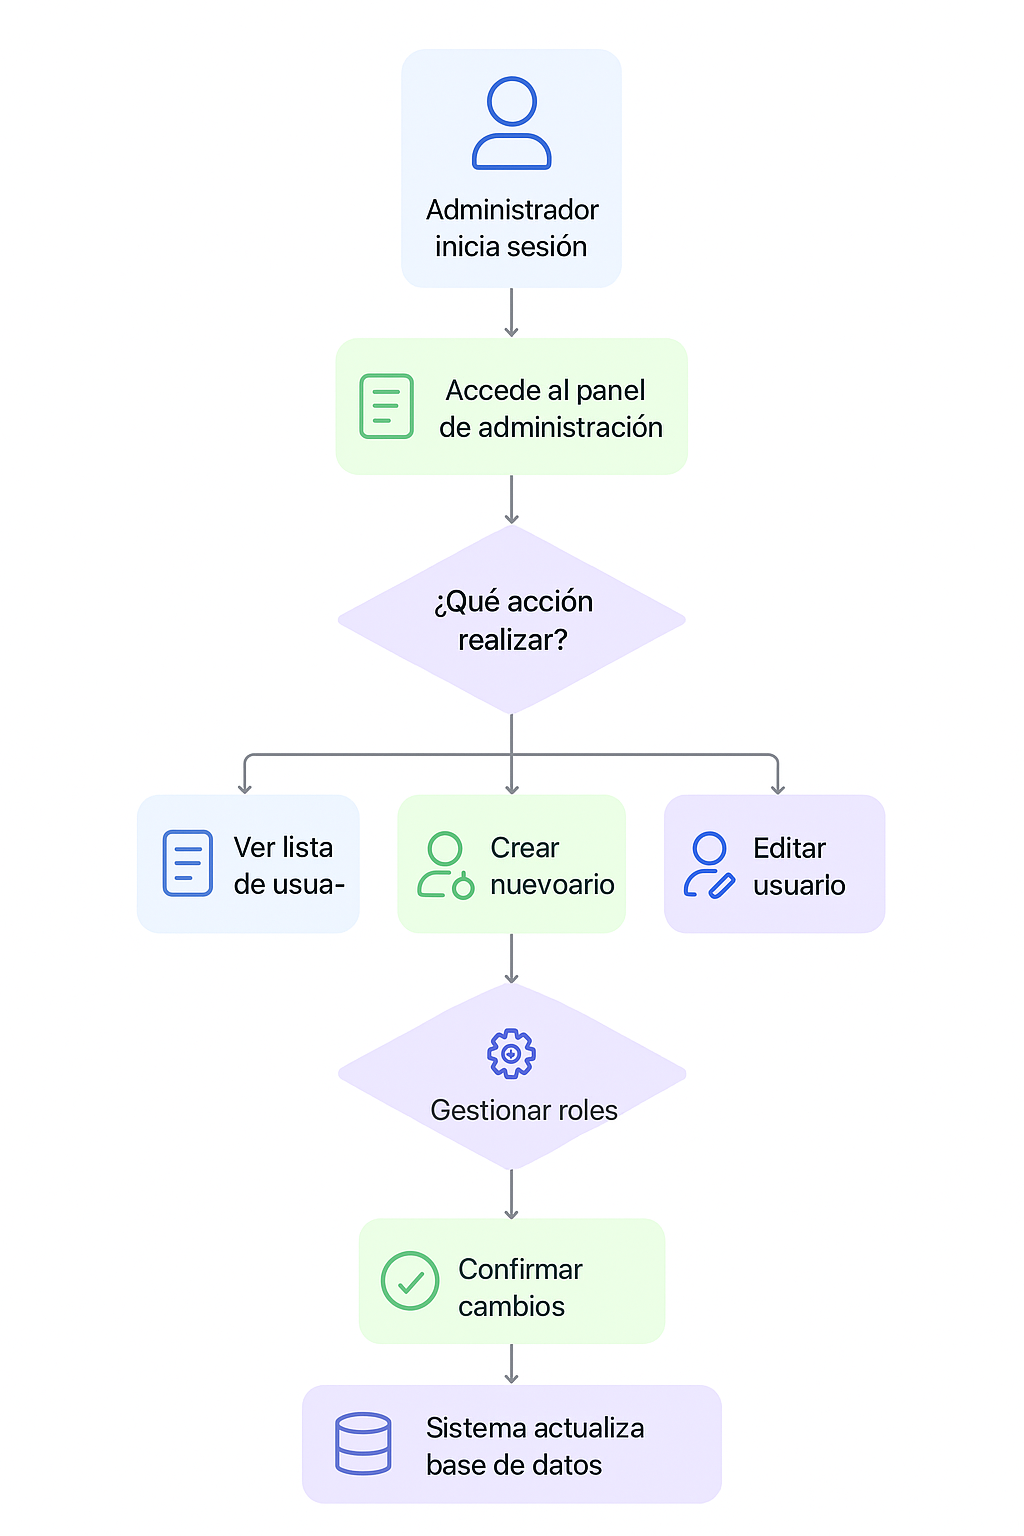 Administrador
inicia sesión
Accede al panel
de administración
¿Qué acción
realizar?
Ver lista
de usua-
Crear
nuevoario
Editar
usuario
Gestionar roles
Confirmar
cambios
Sistema actualiza
base de datos